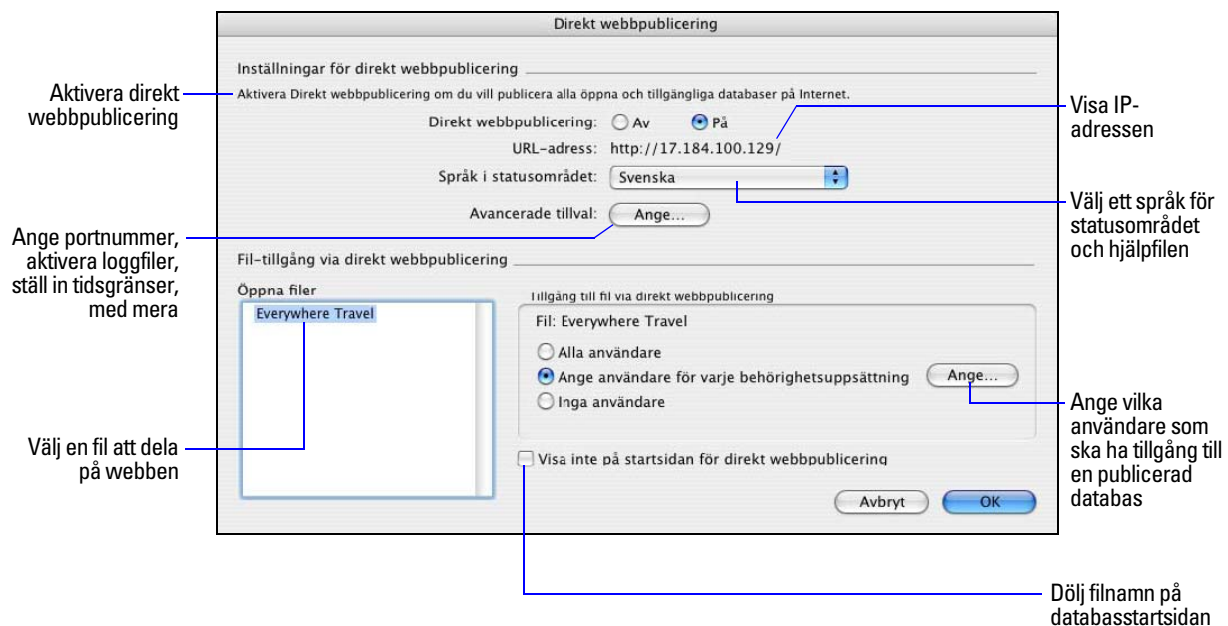 Direkt webbpublicering
Inställningar för direkt webbpublicering
Aktivera Direkt webbpublicering om du vill publicera alla öppna och tillgängliga databaser på Internet.
Direkt webbpublicering: Av På
URL-adress: http://17.184.100.129/
Språk i statusområdet: Svenska
Avancerade tillval: Ange...
Fil-tillgång via direkt webbpublicering
Öppna filer
Everywhere Travel
Tillgång till fil via direkt webbpublicering
Fil: Everywhere Travel
Alla användare
Ange användare för varje behörighetsuppsättning Ange...
Inga användare
Visa inte på startsidan för direkt webbpublicering
Avbryt OK
Aktivera direkt
webbpublicering
Ange portnummer,
aktivera loggfiler,
ställ in tidsgränser,
med mera
Välj en fil att dela
på webben
Visa IP-
adressen
Välj ett språk för
statusområdet
och hjälpfilen
Ange vilka
användare som
ska ha tillgång till
en publicerad
databas
Dölj filnamn på
databasstartsidan